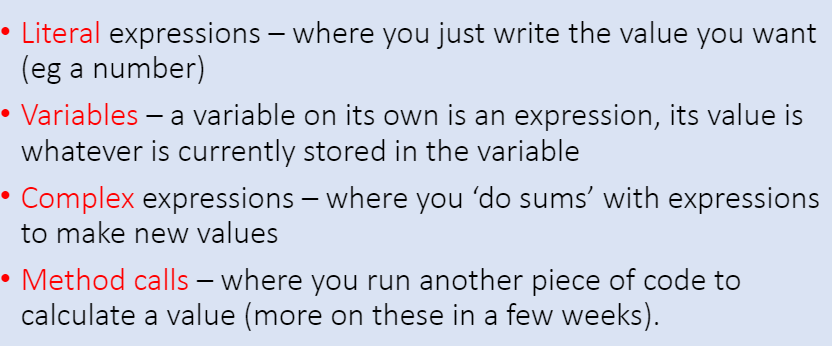 • Literal expressions – where you just write the value you want
(eg a number)
• Variables – a variable on its own is an expression, its value is
whatever is currently stored in the variable
• Complex expressions – where you ‘do sums’ with expressions
to make new values
• Method calls – where you run another piece of code to
calculate a value (more on these in a few weeks).